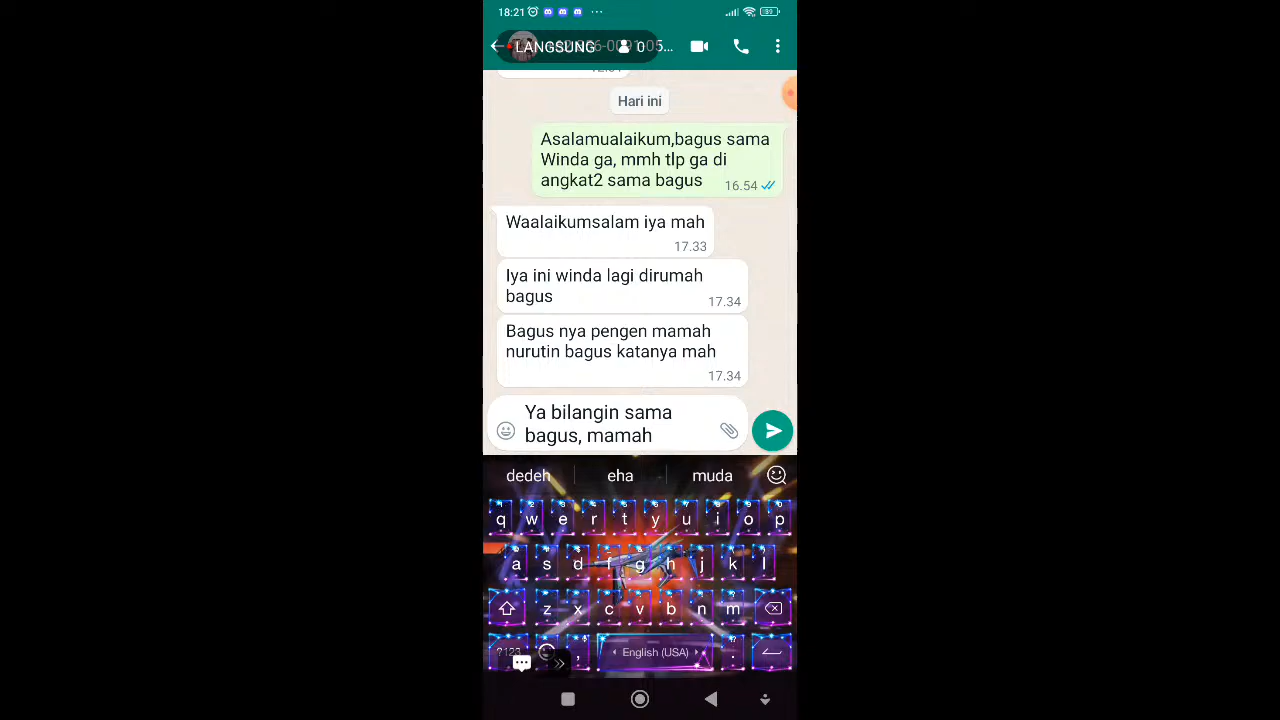 18:21
LANGSUNG 0 5...
Hari ini
Asalamualaikum,bagus sama
Winda ga, mmh tlp ga di
angkat2 sama bagus 16.54
Waalaikumsalam iya mah
17.33
Iya ini winda lagi dirumah
bagus 17.34
Bagus nya pengen mamah
nurutin bagus katanya mah
17.34
Ya bilangin sama
bagus, mamah
dedeh eha muda
q w e r t y u i o p
a s d f g h j k l
z x c v b n m
?123 , English (USA) .